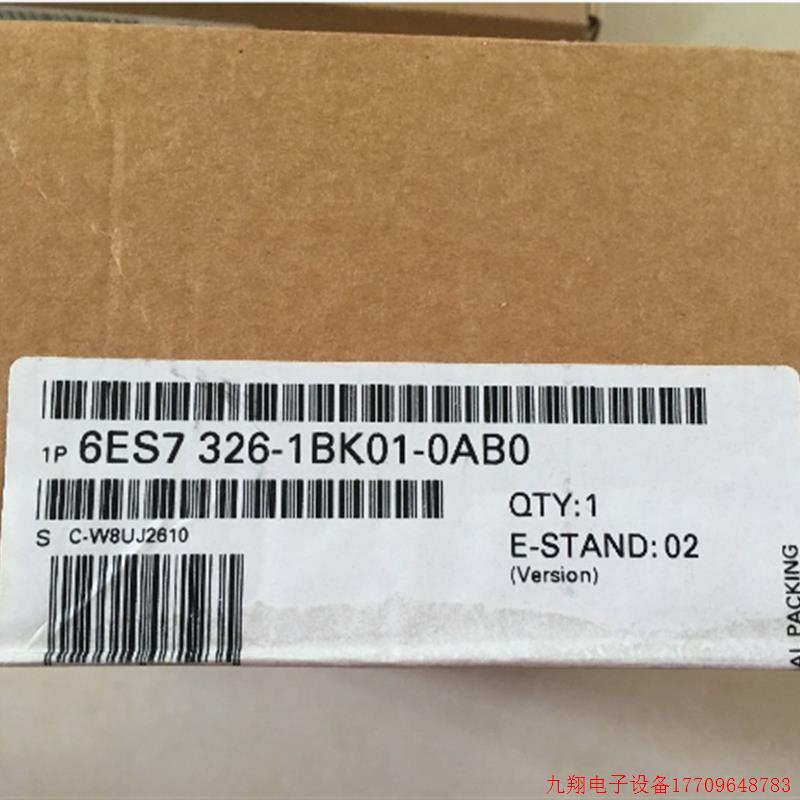 1P 6ES7 326-1BK01-0AB0
S C-W8UJ2610
QTY:1
E-STAND: 02
(Version)
PACKING
九翔电子设备17709648783